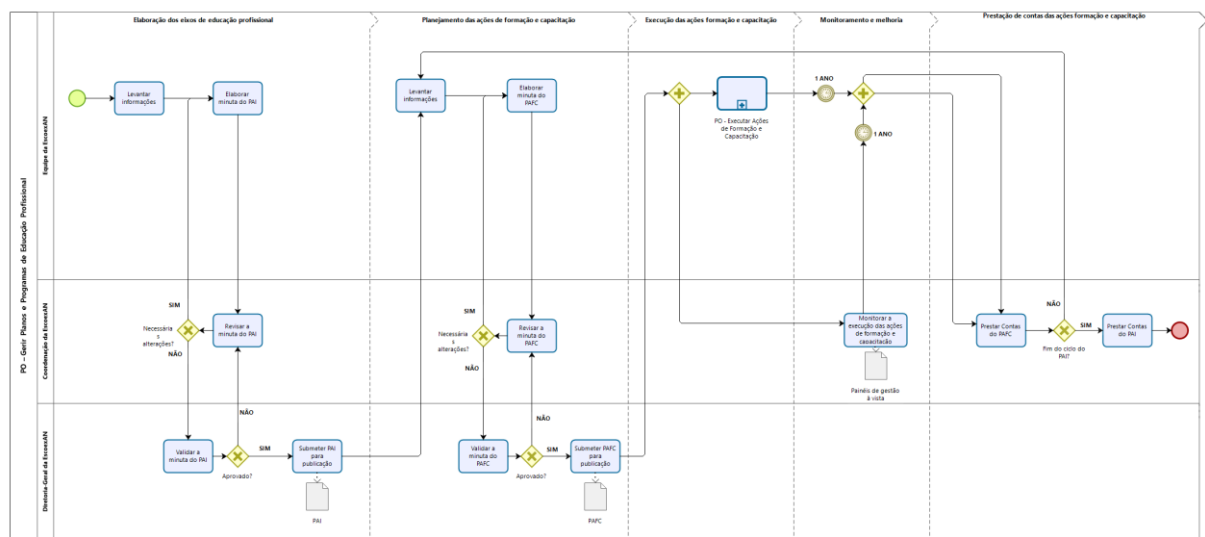 Elaboração dos eixos de educação profissional
Planejamento das ações de formação e capacitação
Execução das ações formação e capacitação
Monitoramento e melhoria
Prestação de contas das ações formação e capacitação
PO – Gerir Planos e Programas de Educação Profissional
Equipe da EscoexAN
Levantar
informações
Elaborar
minuta do PAI
Levantar
informações
Elaborar
minuta do
PAFC
PO - Executar Ações
de Formação e
Capacitação
1 ANO
1 ANO
Coordenação da EscoexAN
SIM
Necessária
s alterações?
NÃO
Revisar a
minuta do PAI
SIM
Necessária
s alterações?
NÃO
Revisar a
minuta do
PAFC
Monitorar a
execução das ações
de formação e
capacitação
Painéis de gestão
à vista
Prestar Contas
do PAFC
NÃO
SIM
Fim do ciclo do
PAI?
Prestar Contas
do PAI
Diretoria-Geral da EscoexAN
Validar a
minuta do PAI
NÃO
SIM
Aprovado?
Submeter PAI
para
publicação
PAI
Validar a
minuta do
PAFC
NÃO
SIM
Aprovado?
Submeter PAFC
para
publicação
PAFC